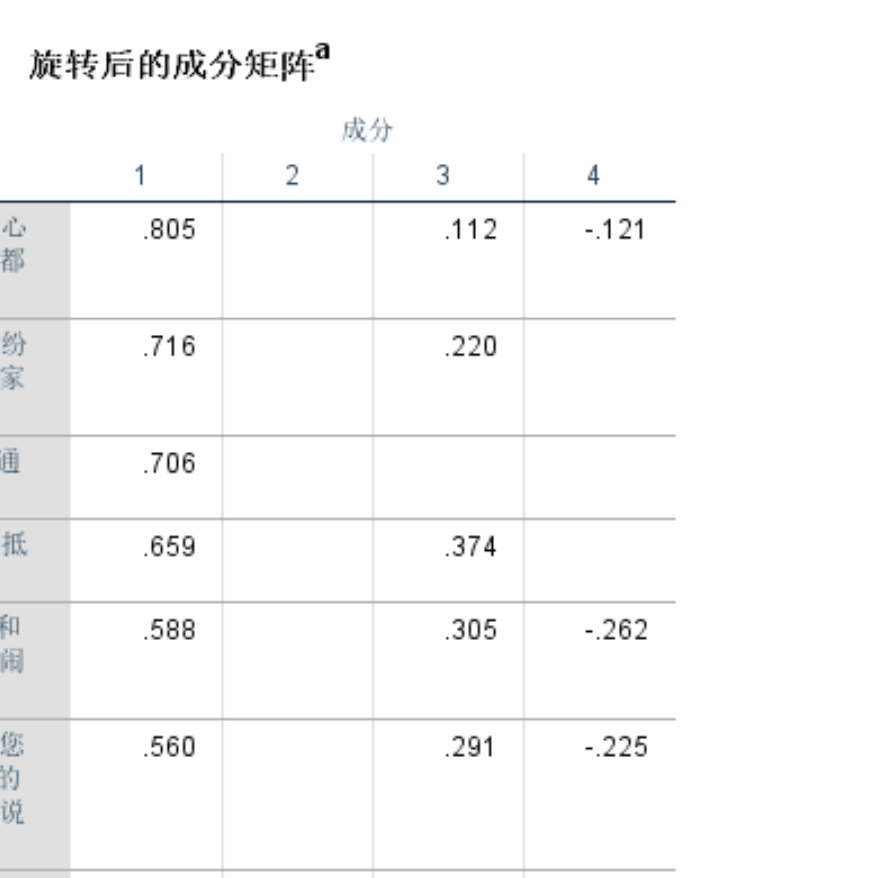 旋转后的成分矩阵a
成分
1 2 3 4
心 .805 .112 -.121
都
纷 .716 .220
家
通 .706
抵 .659 .374
和 .588 .305 -.262
闹
您 .560 .291 -.225
的
说